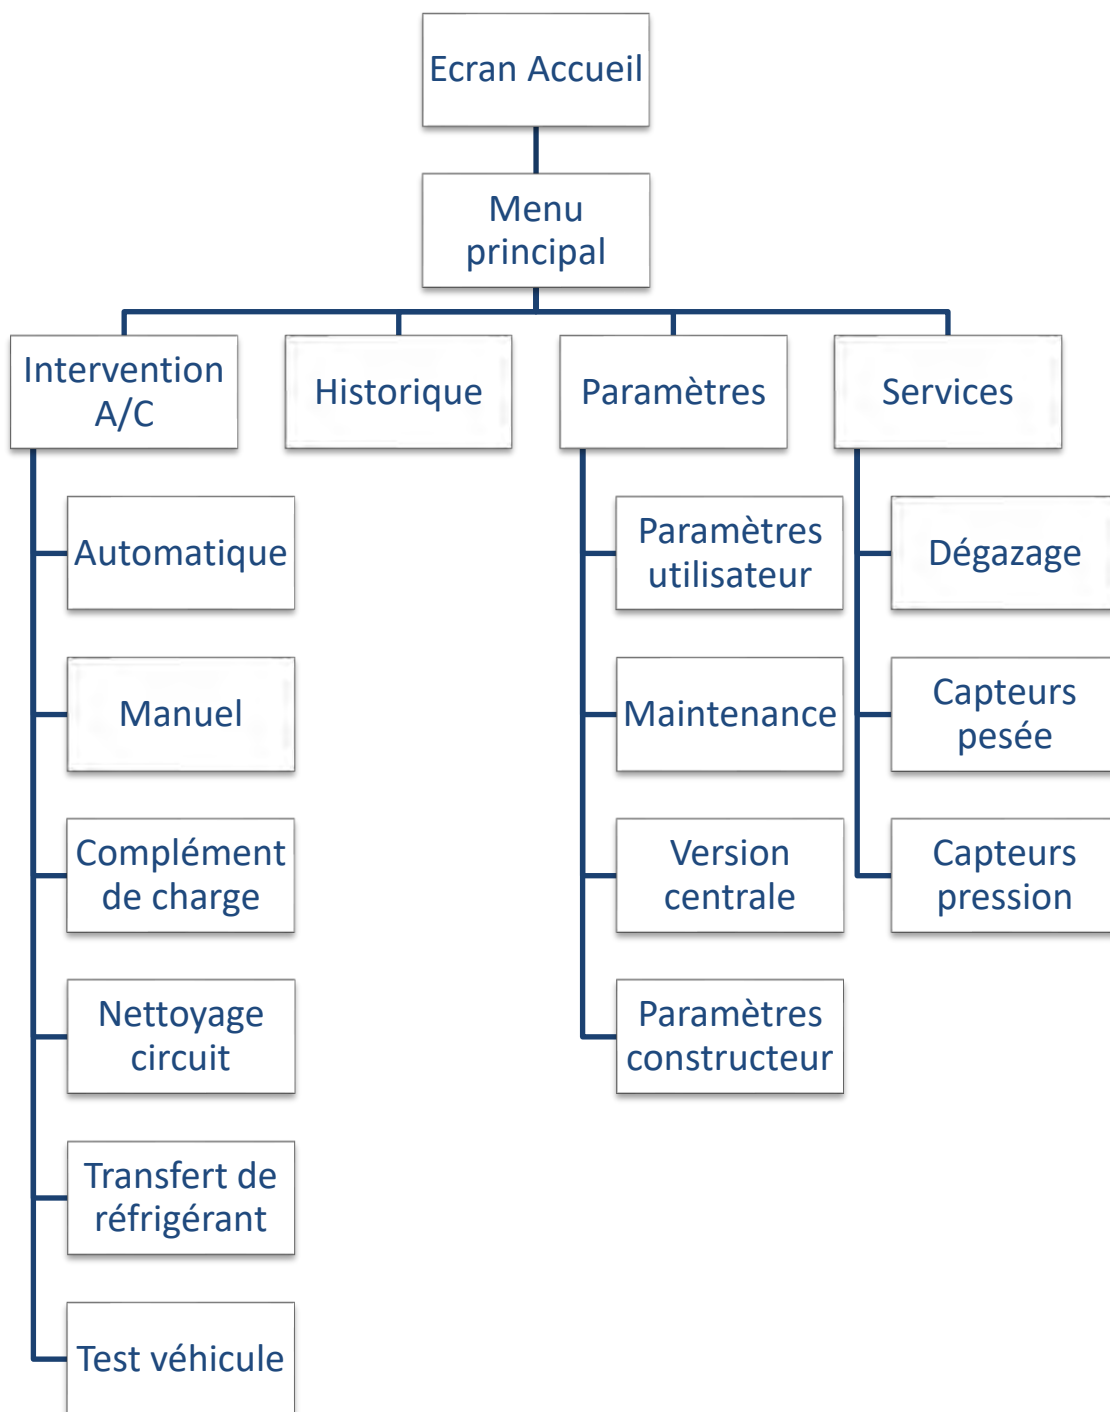 Ecran Accueil
Menu
principal
Intervention
A/C
Historique
Paramètres
Services
Automatique
Manuel
Complément
de charge
Nettoyage
circuit
Transfert de
réfrigérant
Test véhicule
Paramètres
utilisateur
Maintenance
Version
centrale
Paramètres
constructeur
Dégazage
Capteurs
pesée
Capteurs
pression